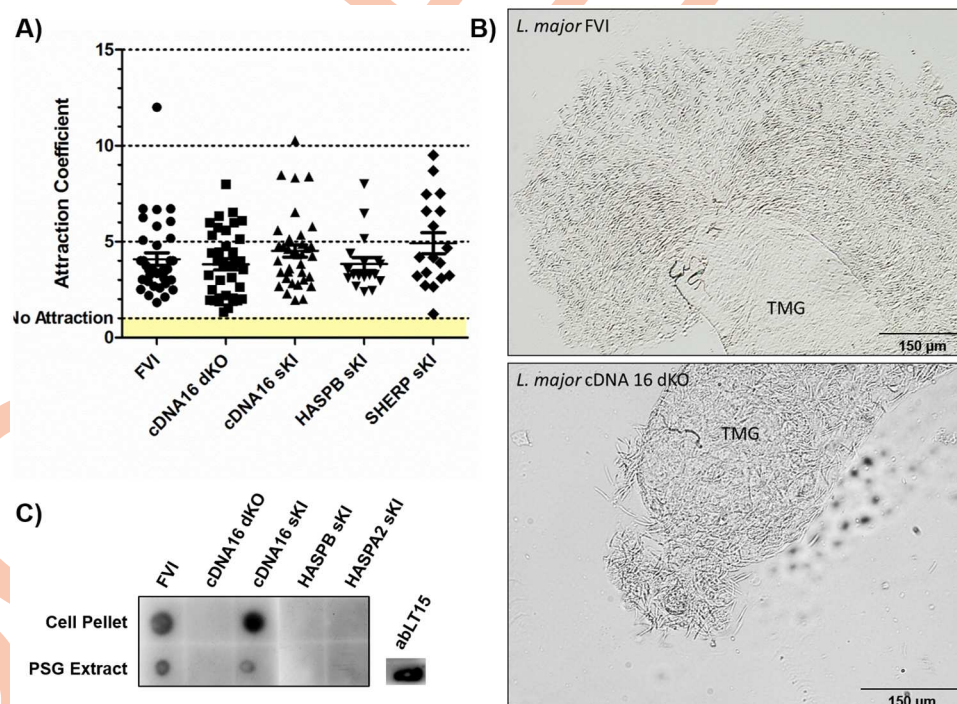 A)
15
10
5
0
Attraction Coefficient
No Attraction
FVI
cDNA16 dKO
cDNA16 sKI
HASPB sKI
SHERP sKI
B)
L. major FVI
TMG
150 µm
L. major cDNA 16 dKO
TMG
150 µm
C)
FVI
cDNA16 dKO
cDNA16 sKI
HASPB sKI
HASPA2 sKI
Cell Pellet
PSG Extract
abLT15